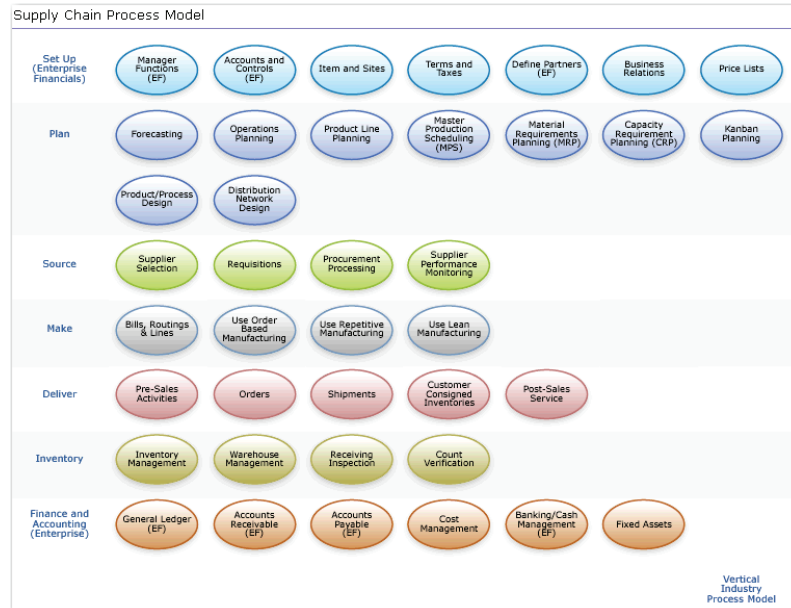 Supply Chain Process Model
Set Up
(Enterprise
Financials)
Manager
Functions
(EF)
Accounts and
Controls
(EF)
Item and Sites
Terms and
Taxes
Define Partners
(EF)
Business
Relations
Price Lists
Plan
Forecasting
Operations
Planning
Product Line
Planning
Master
Production
Scheduling
(MPS)
Material
Requirements
Planning (MRP)
Capacity
Requirement
Planning (CRP)
Kanban
Planning
Product/Process
Design
Distribution
Network
Design
Source
Supplier
Selection
Requisitions
Procurement
Processing
Supplier
Performance
Monitoring
Make
Bills, Routings
& Lines
Use Order
Based
Manufacturing
Use Repetitive
Manufacturing
Use Lean
Manufacturing
Deliver
Pre-Sales
Activities
Orders
Shipments
Customer
Consigned
Inventories
Post-Sales
Service
Inventory
Inventory
Management
Warehouse
Management
Receiving
Inspection
Count
Verification
Finance and
Accounting
(Enterprise)
General Ledger
(EF)
Accounts
Receivable
(EF)
Accounts
Payable
(EF)
Cost
Management
Banking/Cash
Management
(EF)
Fixed Assets
Vertical
Industry
Process Model